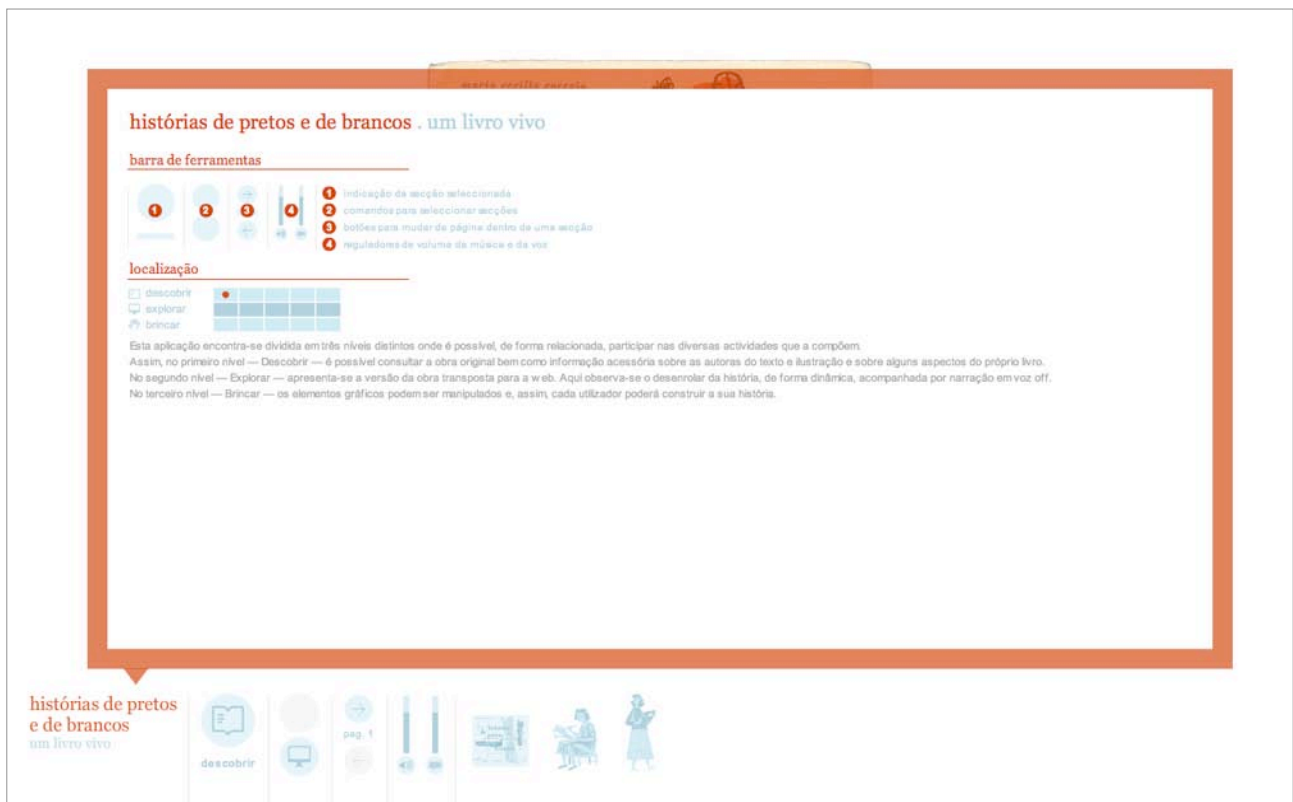 maria cecília correia
histórias de pretos e de brancos . um livro vivo
barra de ferramentas
1 2 3 4
1 indicação da secção seleccionada
2 comandos para seleccionar secções
3 botões para mudar de página dentro de uma secção
4 reguladores de volume da música e da voz
localização
descobrir
explorar
brincar
Esta aplicação encontra-se dividida em três níveis distintos onde é possível, de forma relacionada, participar nas diversas actividades que a compõem.
Assim, no primeiro nível — Descobrir — é possível consultar a obra original bem como informação acessória sobre as autoras do texto e ilustração e sobre alguns aspectos do próprio livro.
No segundo nível — Explorar — apresenta-se a versão da obra transposta para a web. Aqui observa-se o desenrolar da história, de forma dinâmica, acompanhada por narração em voz off.
No terceiro nível — Brincar — os elementos gráficos podem ser manipulados e, assim, cada utilizador poderá construir a sua história.
histórias de pretos
e de brancos
um livro vivo
descobrir
pag. 1